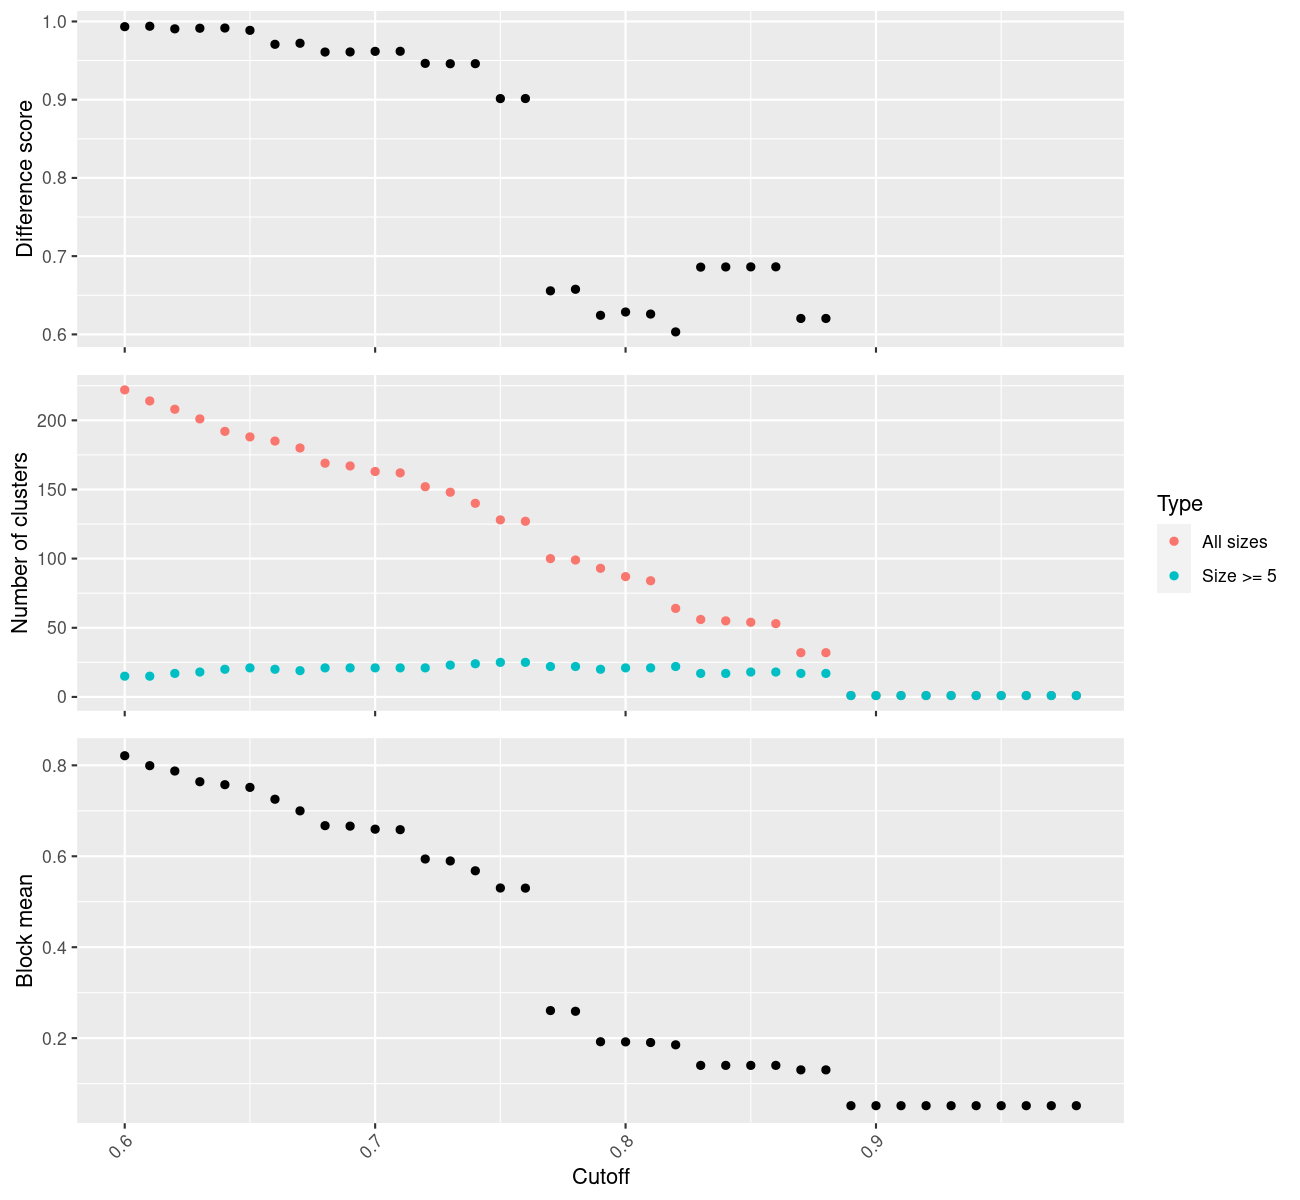 Difference score
1.0
0.9
0.8
0.7
0.6
Number of clusters
200
150
100
50
0
Type
All sizes
Size >= 5
Block mean
0.8
0.6
0.4
0.2
0.6 0.7 0.8 0.9
Cutoff